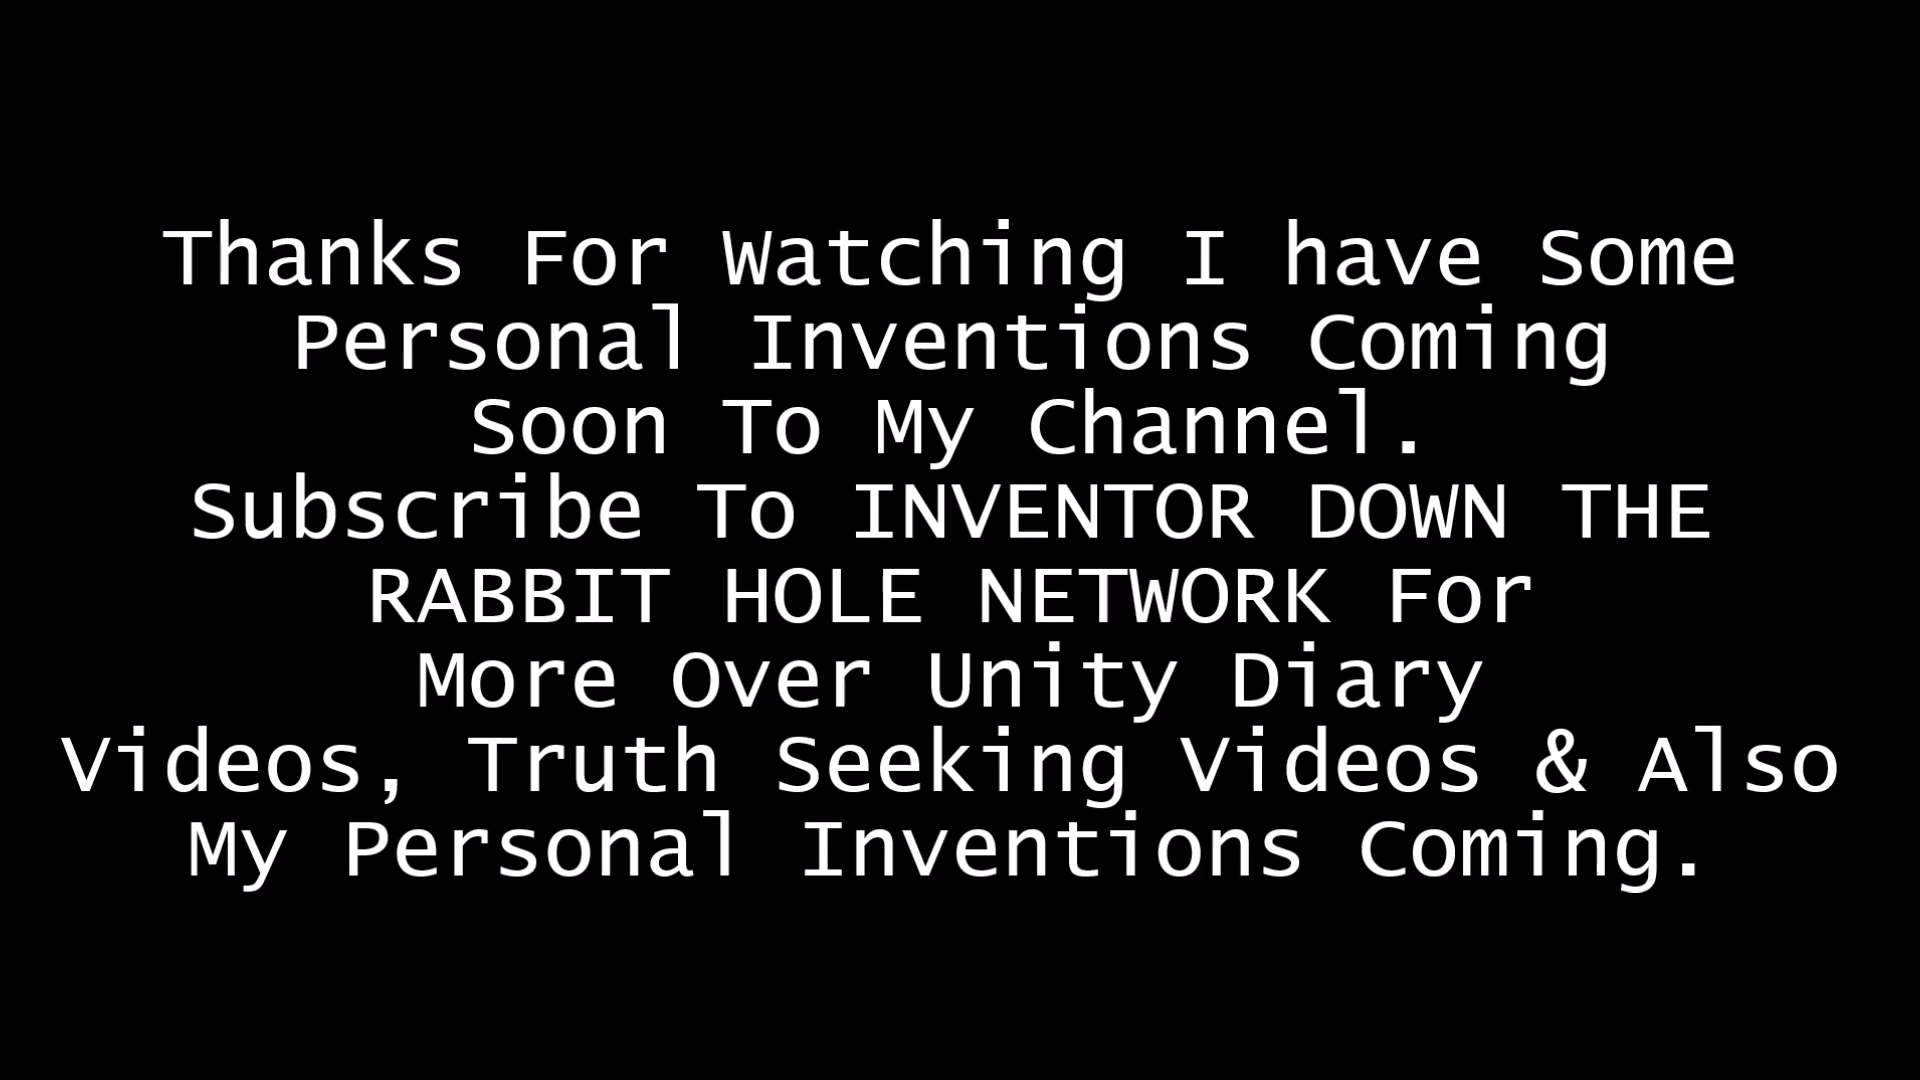 Thanks For Watching I have Some
Personal Inventions Coming
Soon To My Channel.
Subscribe To INVENTOR DOWN THE
RABBIT HOLE NETWORK For
More Over Unity Diary
Videos, Truth Seeking Videos & Also
My Personal Inventions Coming.